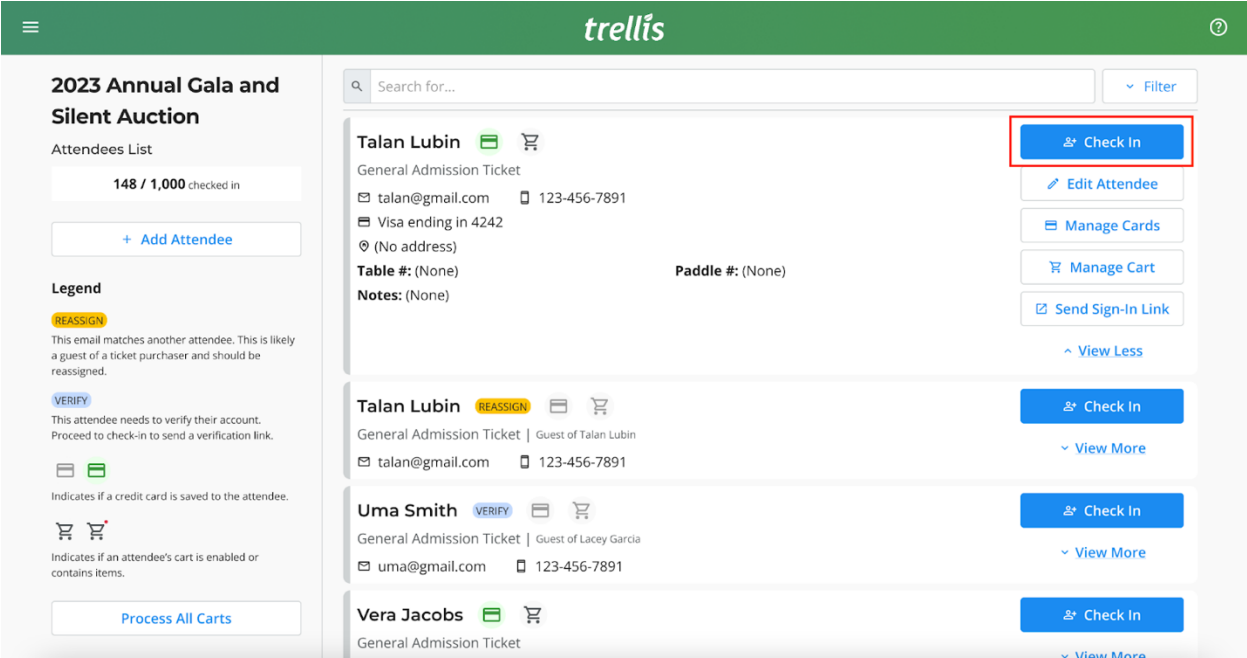 trellis
2023 Annual Gala and
Silent Auction
Attendees List
148 / 1,000 checked in
+ Add Attendee
Legend
REASSIGN
This email matches another attendee. This is likely
a guest of a ticket purchaser and should be
reassigned.
VERIFY
This attendee needs to verify their account.
Proceed to check-in to send a verification link.
Indicates if a credit card is saved to the attendee.
Indicates if an attendee's cart is enabled or
contains items.
Process All Carts
Search for...
Filter
Talan Lubin
General Admission Ticket
talan@gmail.com 123-456-7891
Visa ending in 4242
(No address)
Table #: (None) Paddle #: (None)
Notes: (None)
Check In
Edit Attendee
Manage Cards
Manage Cart
Send Sign-In Link
View Less
Talan Lubin REASSIGN
General Admission Ticket | Guest of Talan Lubin
talan@gmail.com 123-456-7891
Check In
View More
Uma Smith VERIFY
General Admission Ticket | Guest of Lacey Garcia
uma@gmail.com 123-456-7891
Check In
View More
Vera Jacobs
General Admission Ticket
Check In
View More